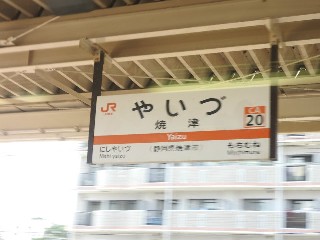 JR
やいづ
焼津
CA
20
Yaizu
にしやいづ
Nishi-yaizu
(静岡県焼津市)
もちむね
Mochimune